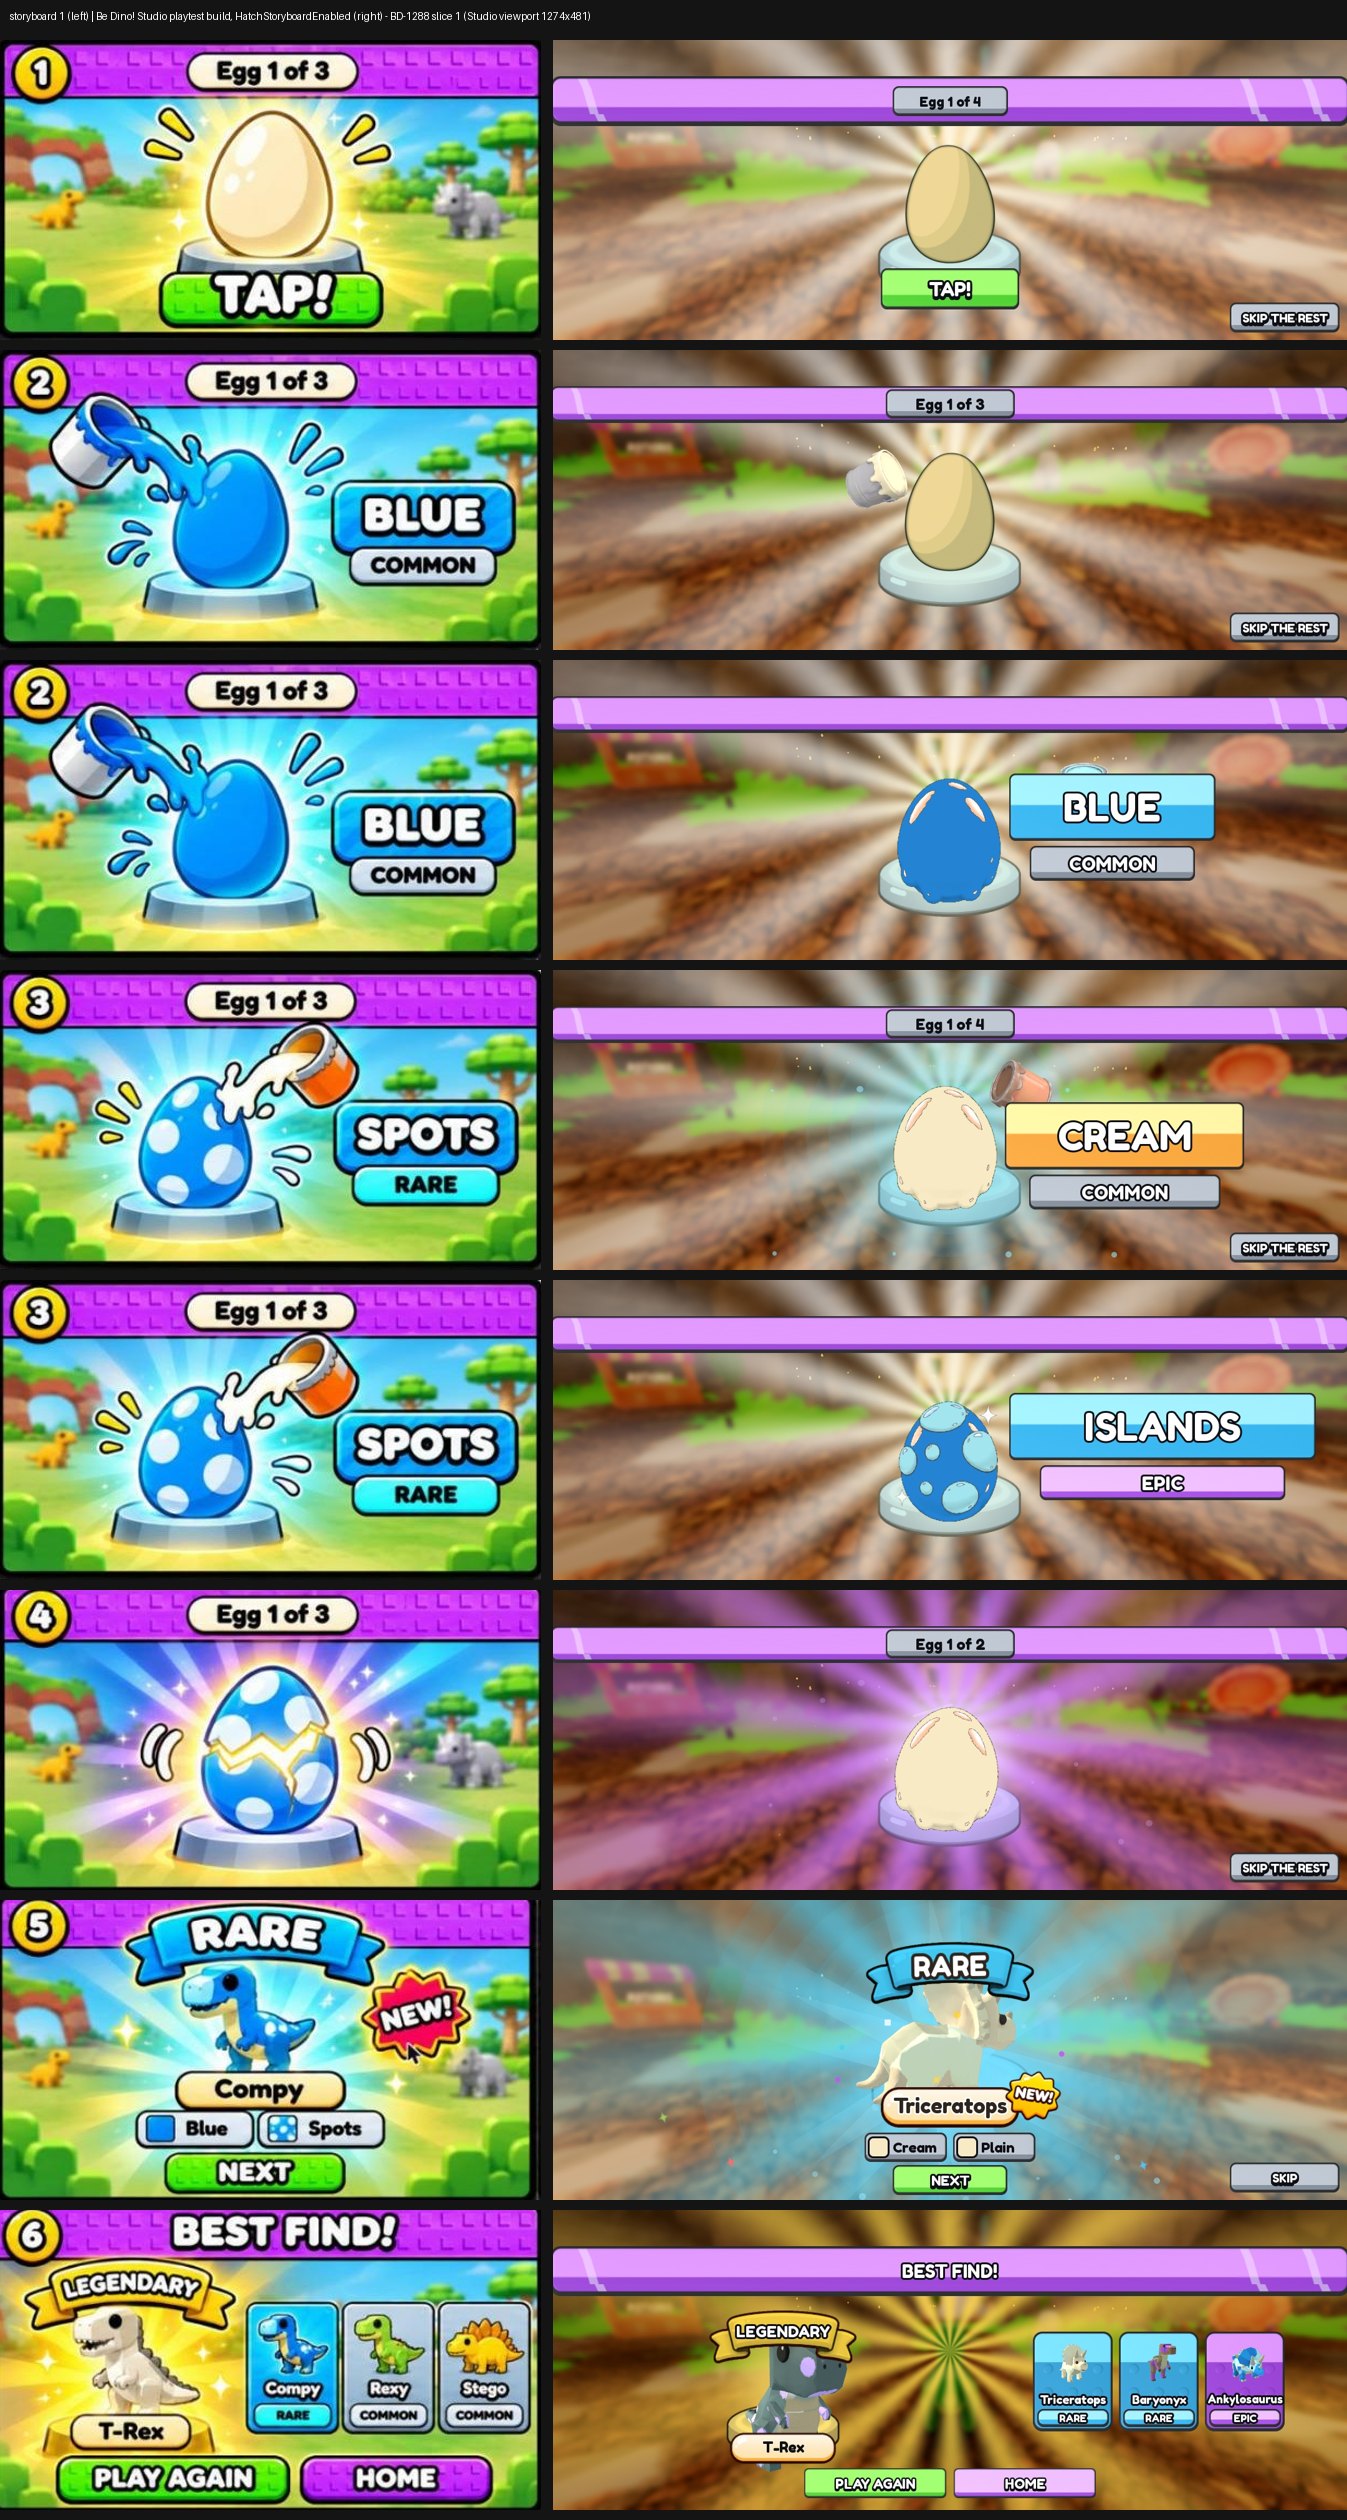 storyboard 1 (left) | Be Dino! Studio playtest build, HatchStoryboardEnabled (right) - BD-1288 slice 1 (Studio viewport 1274x481)
1
Egg 1 of 3
TAP!
Egg 1 of 4
TAP!
SKIP THE REST
2
Egg 1 of 3
BLUE
COMMON
Egg 1 of 3
SKIP THE REST
2
Egg 1 of 3
BLUE
COMMON
BLUE
COMMON
3
Egg 1 of 3
SPOTS
RARE
Egg 1 of 4
CREAM
COMMON
SKIP THE REST
3
Egg 1 of 3
SPOTS
RARE
ISLANDS
EPIC
4
Egg 1 of 3
Egg 1 of 2
SKIP THE REST
5
RARE
NEW!
Compy
Blue
Spots
NEXT
RARE
Triceratops
NEW!
Cream
Plain
NEXT
SKIP
6
BEST FIND!
LEGENDARY
T-Rex
Compy
RARE
Rexy
COMMON
Stego
COMMON
PLAY AGAIN
HOME
BEST FIND!
LEGENDARY
T-Rex
Triceratops
RARE
Baryonyx
RARE
Ankylosaurus
EPIC
PLAY AGAIN
HOME